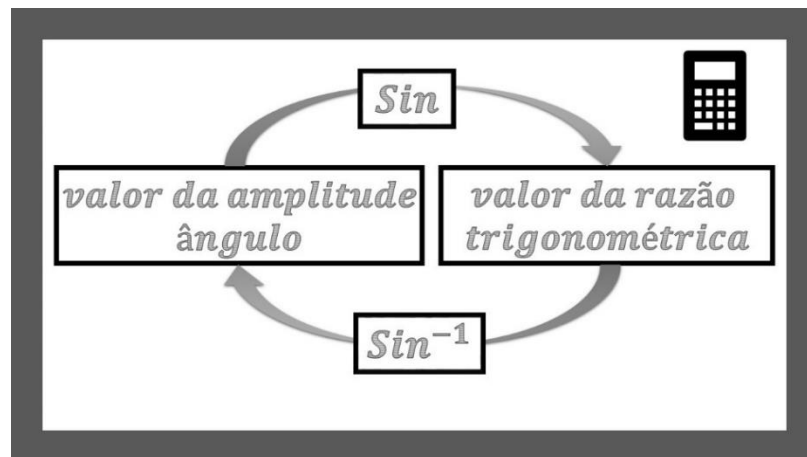 Sin
valor da amplitude
ângulo
valor da razão
trigonométrica
Sin⁻¹